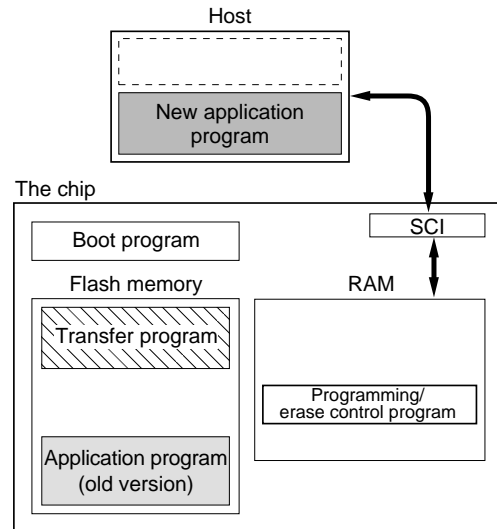 Host
New application
program
The chip
SCI
Boot program
Flash memory
RAM
Transfer program
Programming/
erase control program
Application program
(old version)